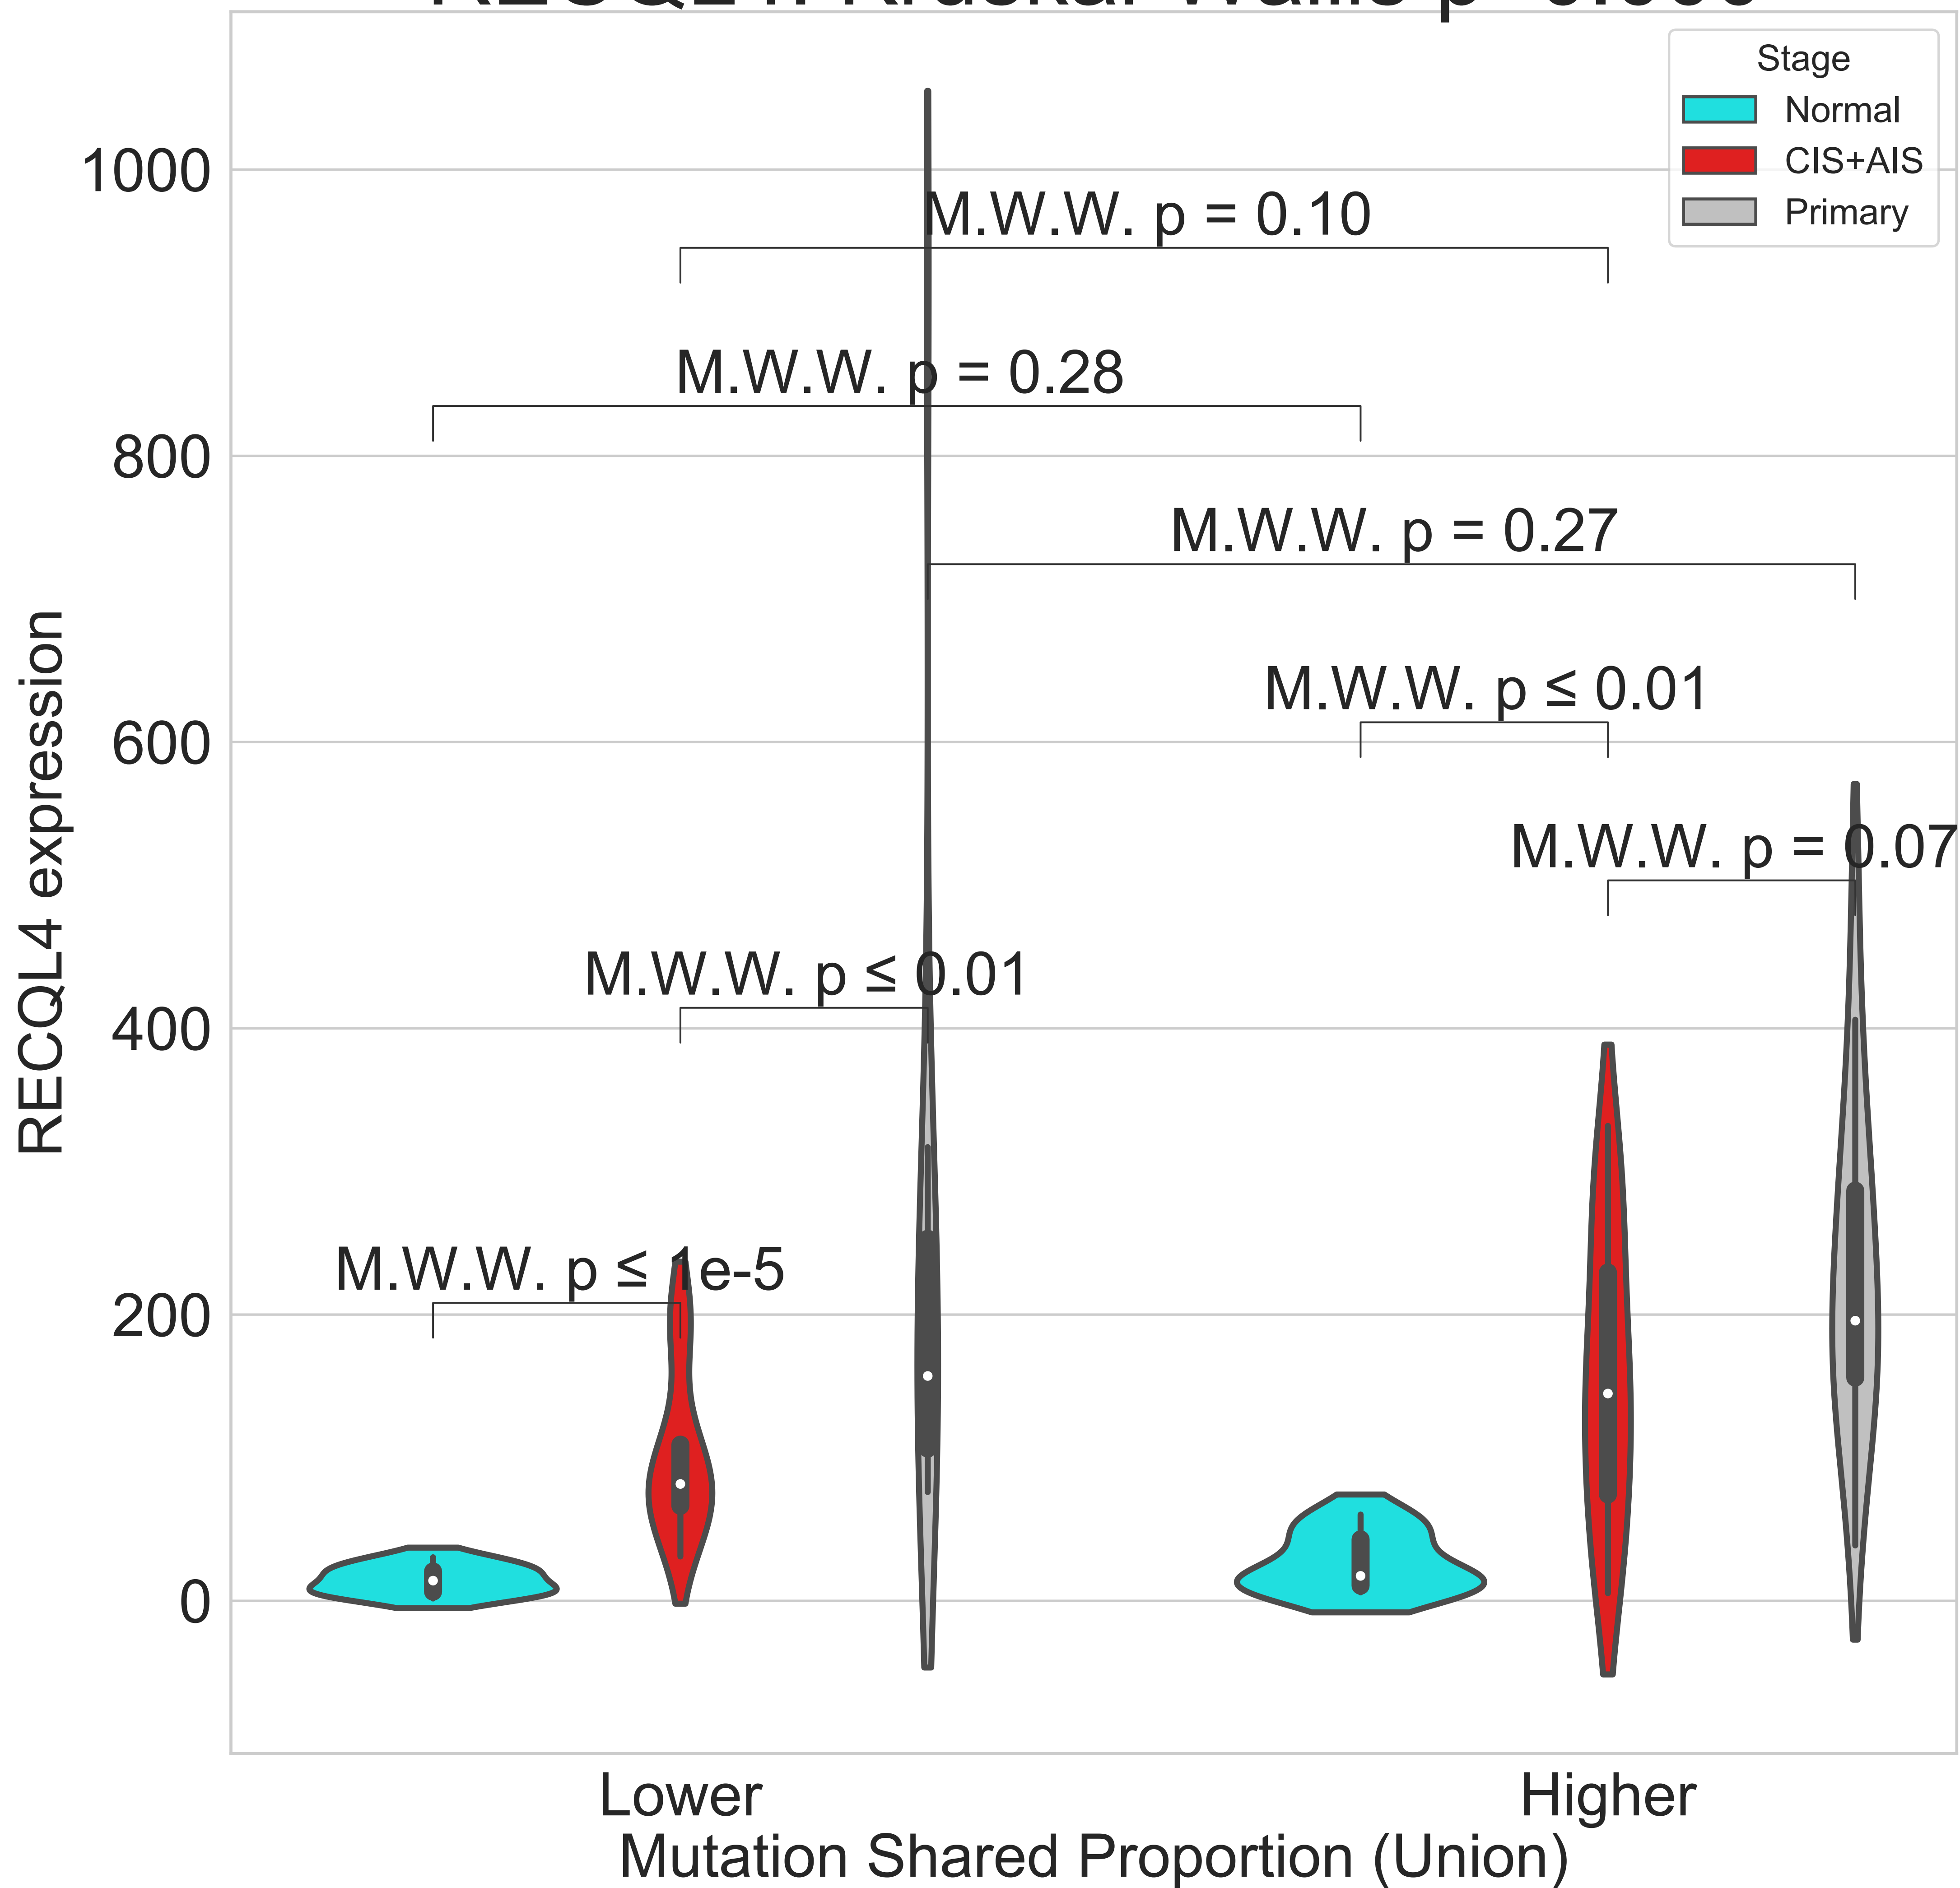 Stage
Normal
CIS+AIS
Primary
1000
800
600
400
200
0
RECQL4 expression
M.W.W. p = 0.10
M.W.W. p = 0.28
M.W.W. p = 0.27
M.W.W. p ≤ 0.01
M.W.W. p = 0.07
M.W.W. p ≤ 0.01
M.W.W. p ≤ 1e-5
Lower
Higher
Mutation Shared Proportion (Union)